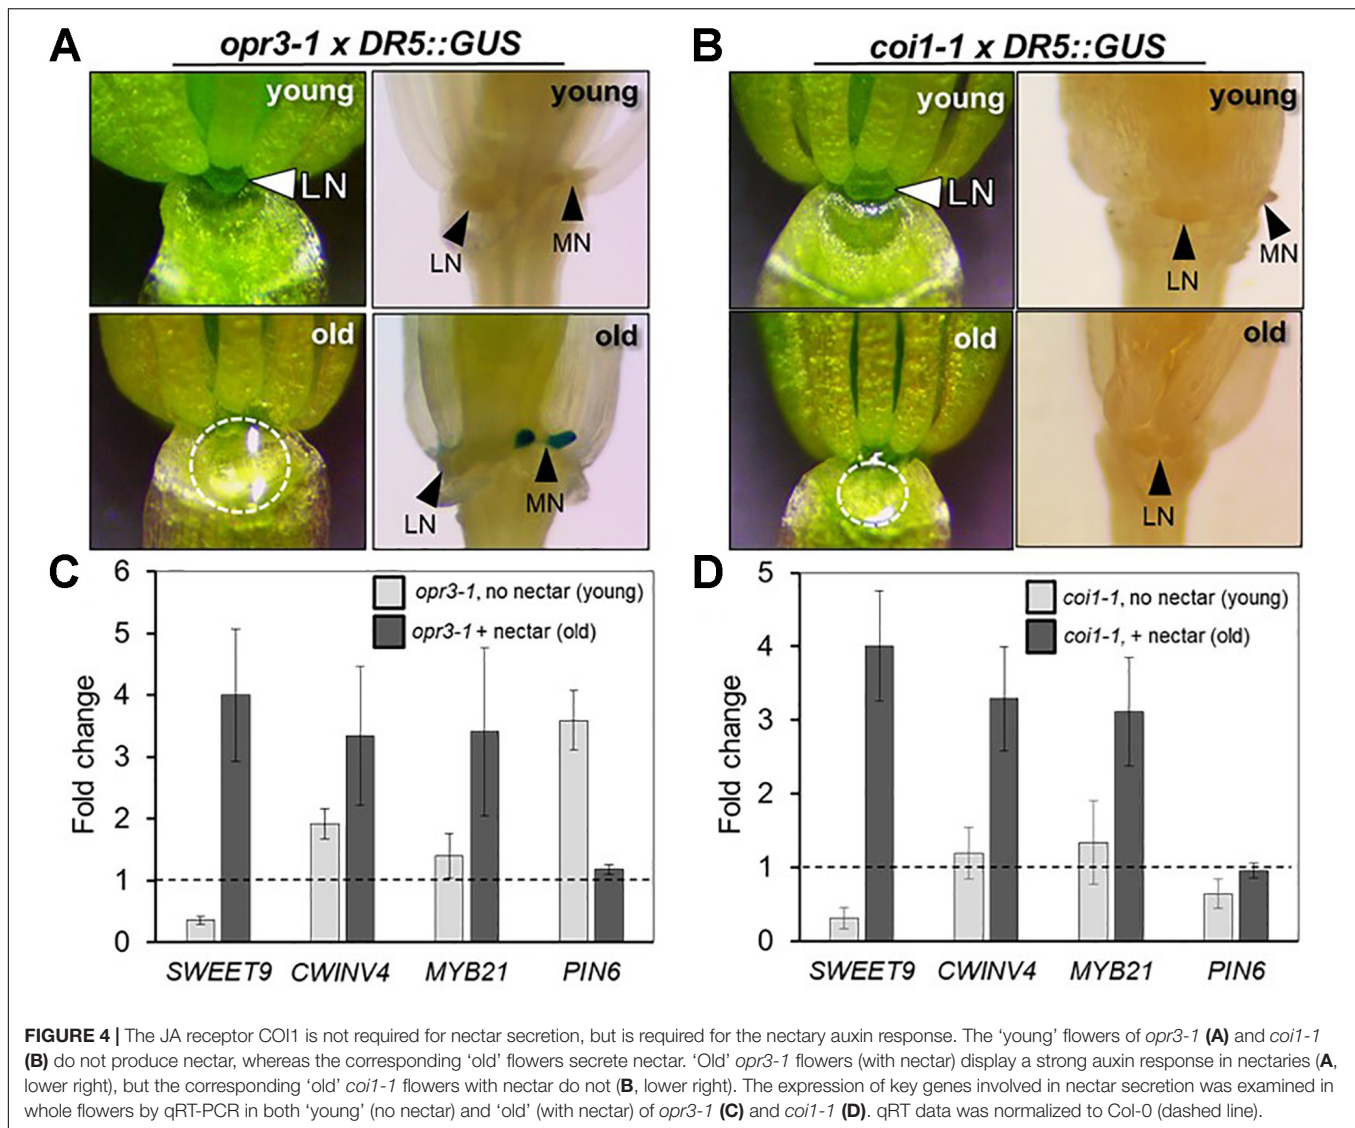 A
opr3-1 x DR5::GUS
young
LN
young
LN
MN
old
old
LN
MN
B
coi1-1 x DR5::GUS
young
LN
young
LN
MN
old
old
LN
C
Fold change
6
5
4
3
2
1
0
opr3-1, no nectar (young)
opr3-1 + nectar (old)
SWEET9 CWINV4 MYB21 PIN6
D
Fold change
5
4
3
2
1
0
coi1-1, no nectar (young)
coi1-1, + nectar (old)
SWEET9 CWINV4 MYB21 PIN6
FIGURE 4 | The JA receptor COI1 is not required for nectar secretion, but is required for the nectary auxin response. The ‘young’ flowers of opr3-1 (A) and coi1-1
(B) do not produce nectar, whereas the corresponding ‘old’ flowers secrete nectar. ‘Old’ opr3-1 flowers (with nectar) display a strong auxin response in nectaries (A,
lower right), but the corresponding ‘old’ coi1-1 flowers with nectar do not (B, lower right). The expression of key genes involved in nectar secretion was examined in
whole flowers by qRT-PCR in both ‘young’ (no nectar) and ‘old’ (with nectar) of opr3-1 (C) and coi1-1 (D). qRT data was normalized to Col-0 (dashed line).